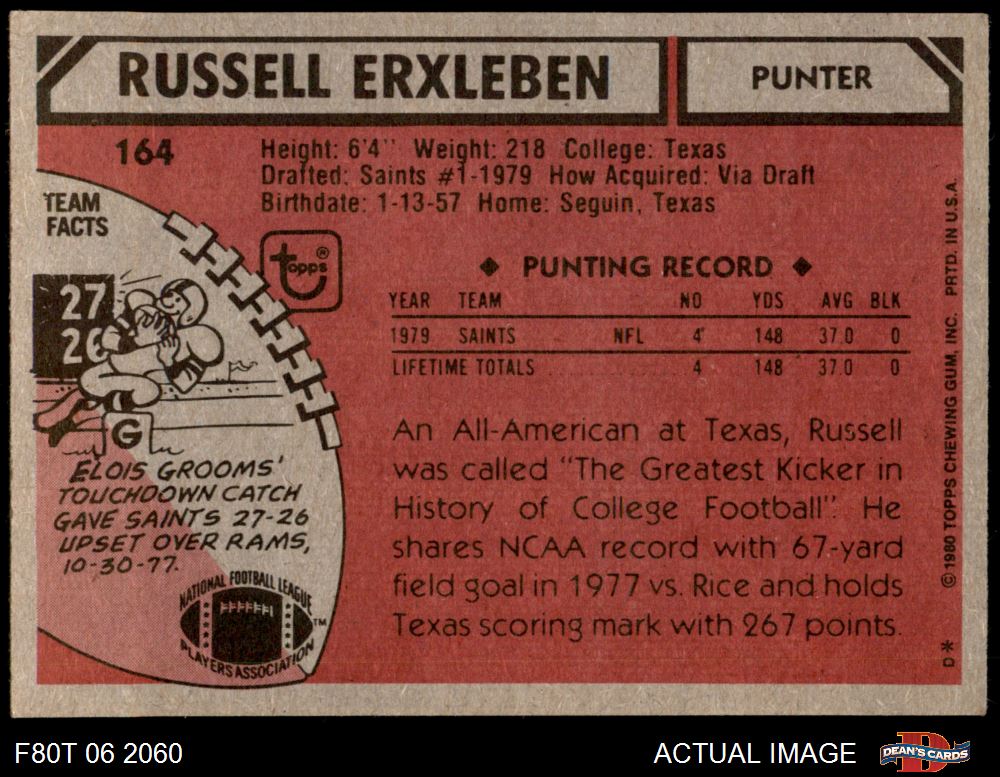 RUSSELL ERXLEBEN
PUNTER
164
Height: 6'4" Weight: 218 College: Texas
Drafted: Saints #1-1979 How Acquired: Via Draft
Birthdate: 1-13-57 Home: Seguin, Texas
TEAM
FACTS
27
26
G
ELOIS GROOMS'
TOUCHDOWN CATCH
GAVE SAINTS 27-26
UPSET OVER RAMS,
10-30-77.
NATIONAL FOOTBALL LEAGUE
PLAYERS ASSOCIATION
TM
topps®
◆ PUNTING RECORD ◆
YEAR TEAM NO YDS AVG BLK
1979 SAINTS NFL 4 148 37.0 0
LIFETIME TOTALS 4 148 37.0 0
An All-American at Texas, Russell
was called "The Greatest Kicker in
History of College Football". He
shares NCAA record with 67-yard
field goal in 1977 vs. Rice and holds
Texas scoring mark with 267 points.
© 1980 TOPPS CHEWING GUM, INC. PRTD. IN U.S.A.
D*
F80T 06 2060
ACTUAL IMAGE
D
DEAN'S CARDS